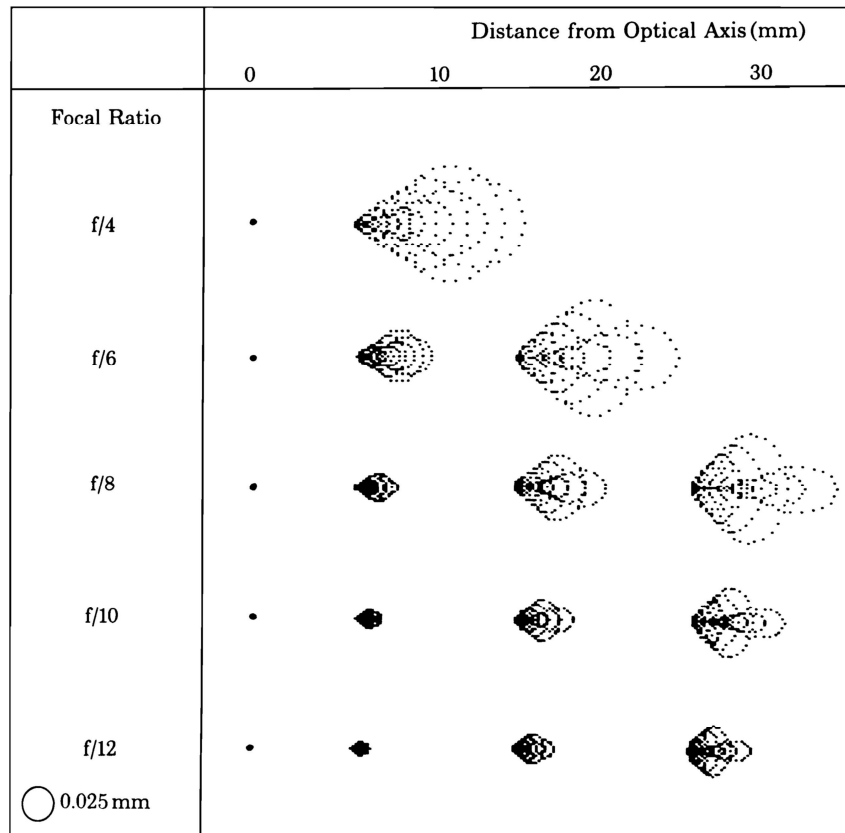 Distance from Optical Axis (mm)
0 10 20 30
Focal Ratio
f/4
f/6
f/8
f/10
f/12
0.025 mm